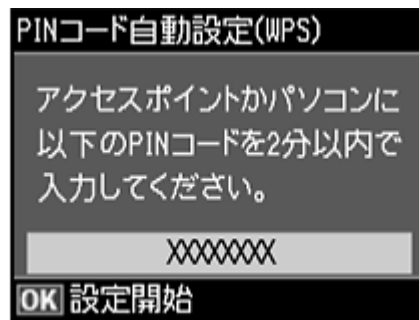 PINコード自動設定(WPS)
アクセスポイントかパソコンに
以下のPINコードを2分以内で
入力してください。
XXXXXXXX
OK 設定開始